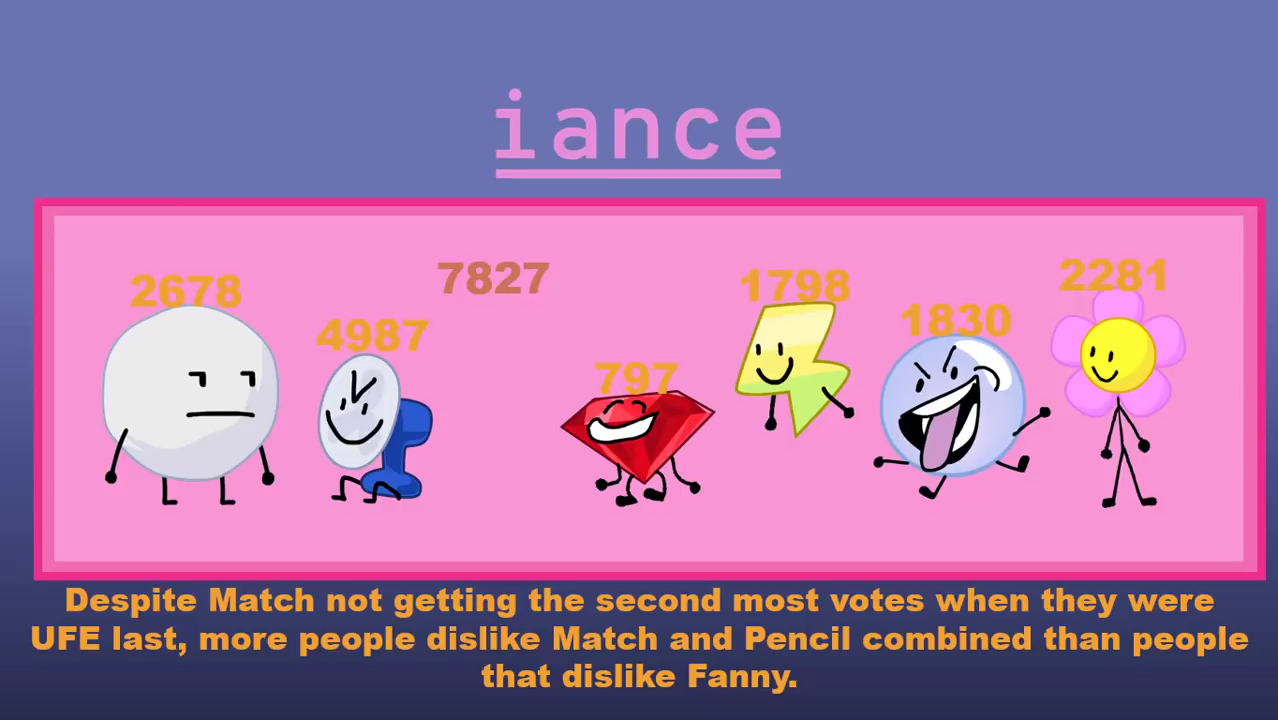 iance
2678
4987
7827
797
1798
1830
2281
Despite Match not getting the second most votes when they were
UFE last, more people dislike Match and Pencil combined than people
that dislike Fanny.